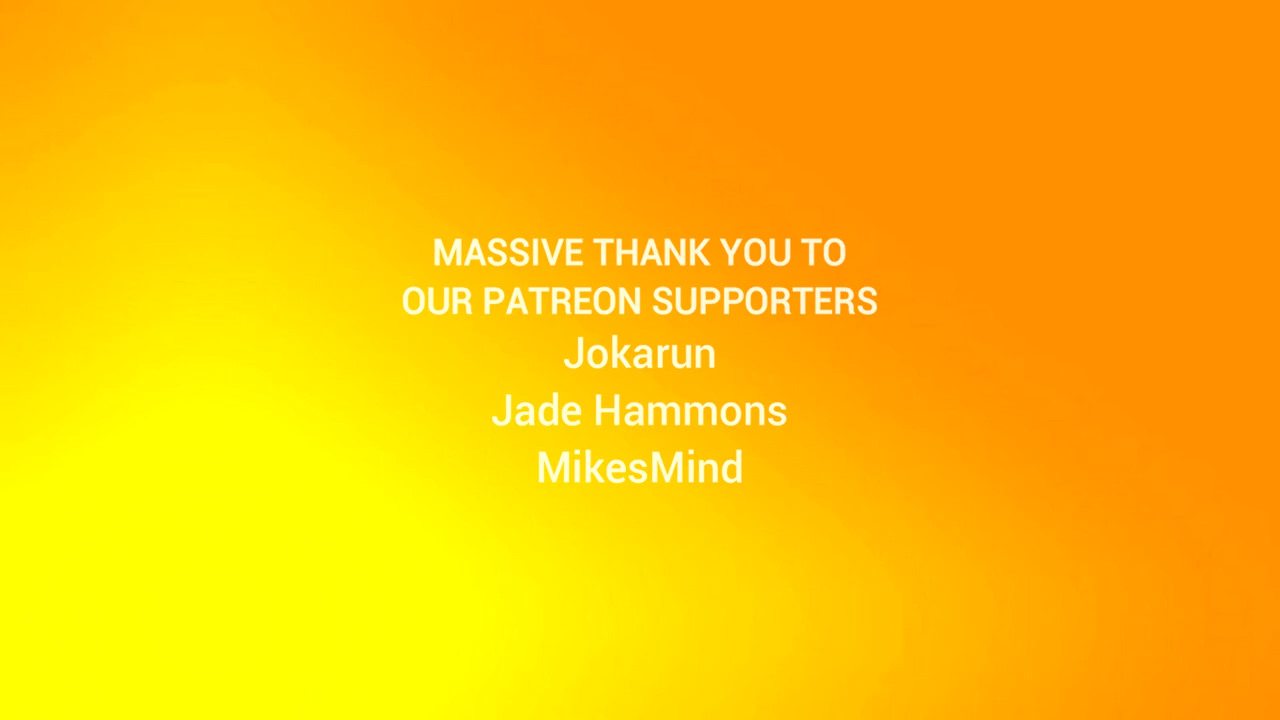 MASSIVE THANK YOU TO
OUR PATREON SUPPORTERS
Jokarun
Jade Hammons
MikesMind